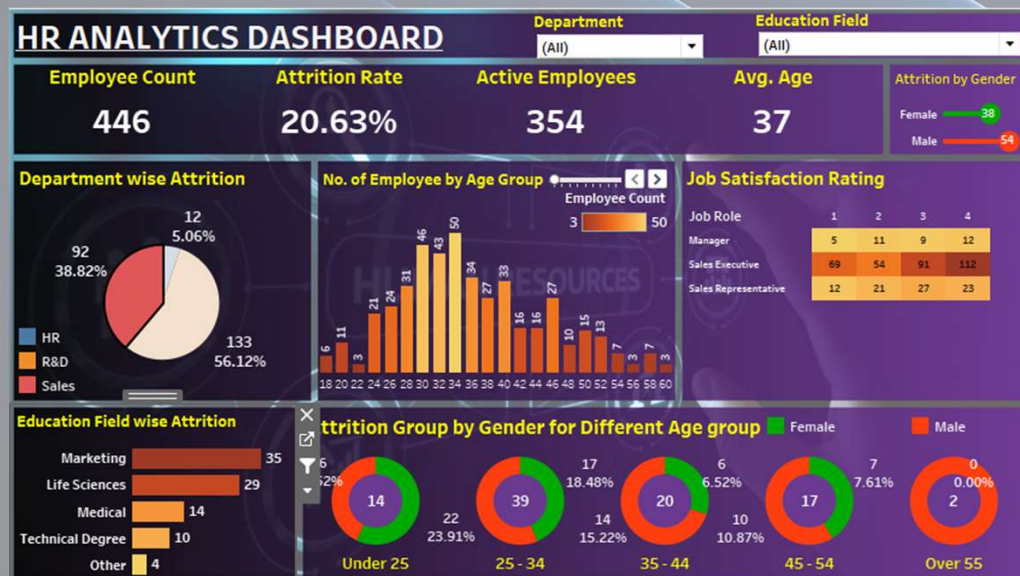 HR ANALYTICS DASHBOARD
Department
(All)
Education Field
(All)
Employee Count
446
Attrition Rate
20.63%
Active Employees
354
Avg. Age
37
Attrition by Gender
Female 38
Male 54
Department wise Attrition
12
5.06%
92
38.82%
133
56.12%
HR
R&D
Sales
No. of Employee by Age Group
Employee Count
3 50
6 11 3 21 24 31 46 43 50 34 27 33 16 16 27 10 15 13 7 3 7 3
18 20 22 24 26 28 30 32 34 36 38 40 42 44 46 48 50 52 54 56 58 60
Job Satisfaction Rating
Job Role 1 2 3 4
Manager 5 11 9 12
Sales Executive 69 54 91 112
Sales Representative 12 21 27 23
Education Field wise Attrition
Marketing 35
Life Sciences 29
Medical 14
Technical Degree 10
Other 4
ttrition Group by Gender for Different Age group
Female
Male
6
52%
14
22
23.91%
39
17
18.48%
14
15.22%
20
6
6.52%
10
10.87%
17
7
7.61%
0
0.00%
2
Under 25
25 - 34
35 - 44
45 - 54
Over 55